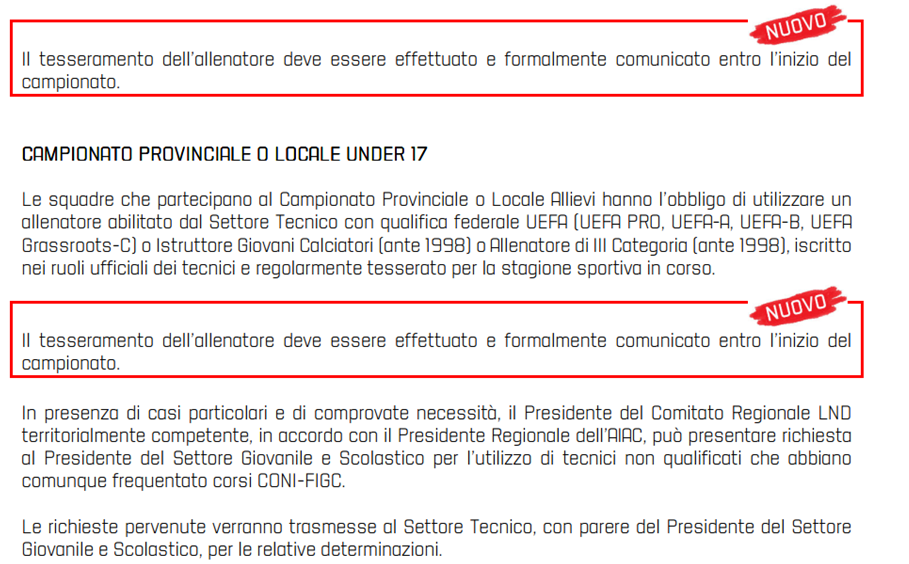 NUOVO
Il tesseramento dell'allenatore deve essere effettuato e formalmente comunicato entro l'inizio del
campionato.
CAMPIONATO PROVINCIALE O LOCALE UNDER 17
Le squadre che partecipano al Campionato Provinciale o Locale Allievi hanno l'obbligo di utilizzare un
allenatore abilitato dal Settore Tecnico con qualifica federale UEFA (UEFA PRO, UEFA-A, UEFA-B, UEFA
Grassroots-C) o Istruttore Giovani Calciatori (ante 1998) o Allenatore di III Categoria (ante 1998), iscritto
nei ruoli ufficiali dei tecnici e regolarmente tesserato per la stagione sportiva in corso.
NUOVO
Il tesseramento dell'allenatore deve essere effettuato e formalmente comunicato entro l'inizio del
campionato.
In presenza di casi particolari e di comprovate necessità, il Presidente del Comitato Regionale LND
territorialmente competente, in accordo con il Presidente Regionale dell'AIAC, può presentare richiesta
al Presidente del Settore Giovanile e Scolastico per l'utilizzo di tecnici non qualificati che abbiano
comunque frequentato corsi CONI-FIGC.
Le richieste pervenute verranno trasmesse al Settore Tecnico, con parere del Presidente del Settore
Giovanile e Scolastico, per le relative determinazioni.